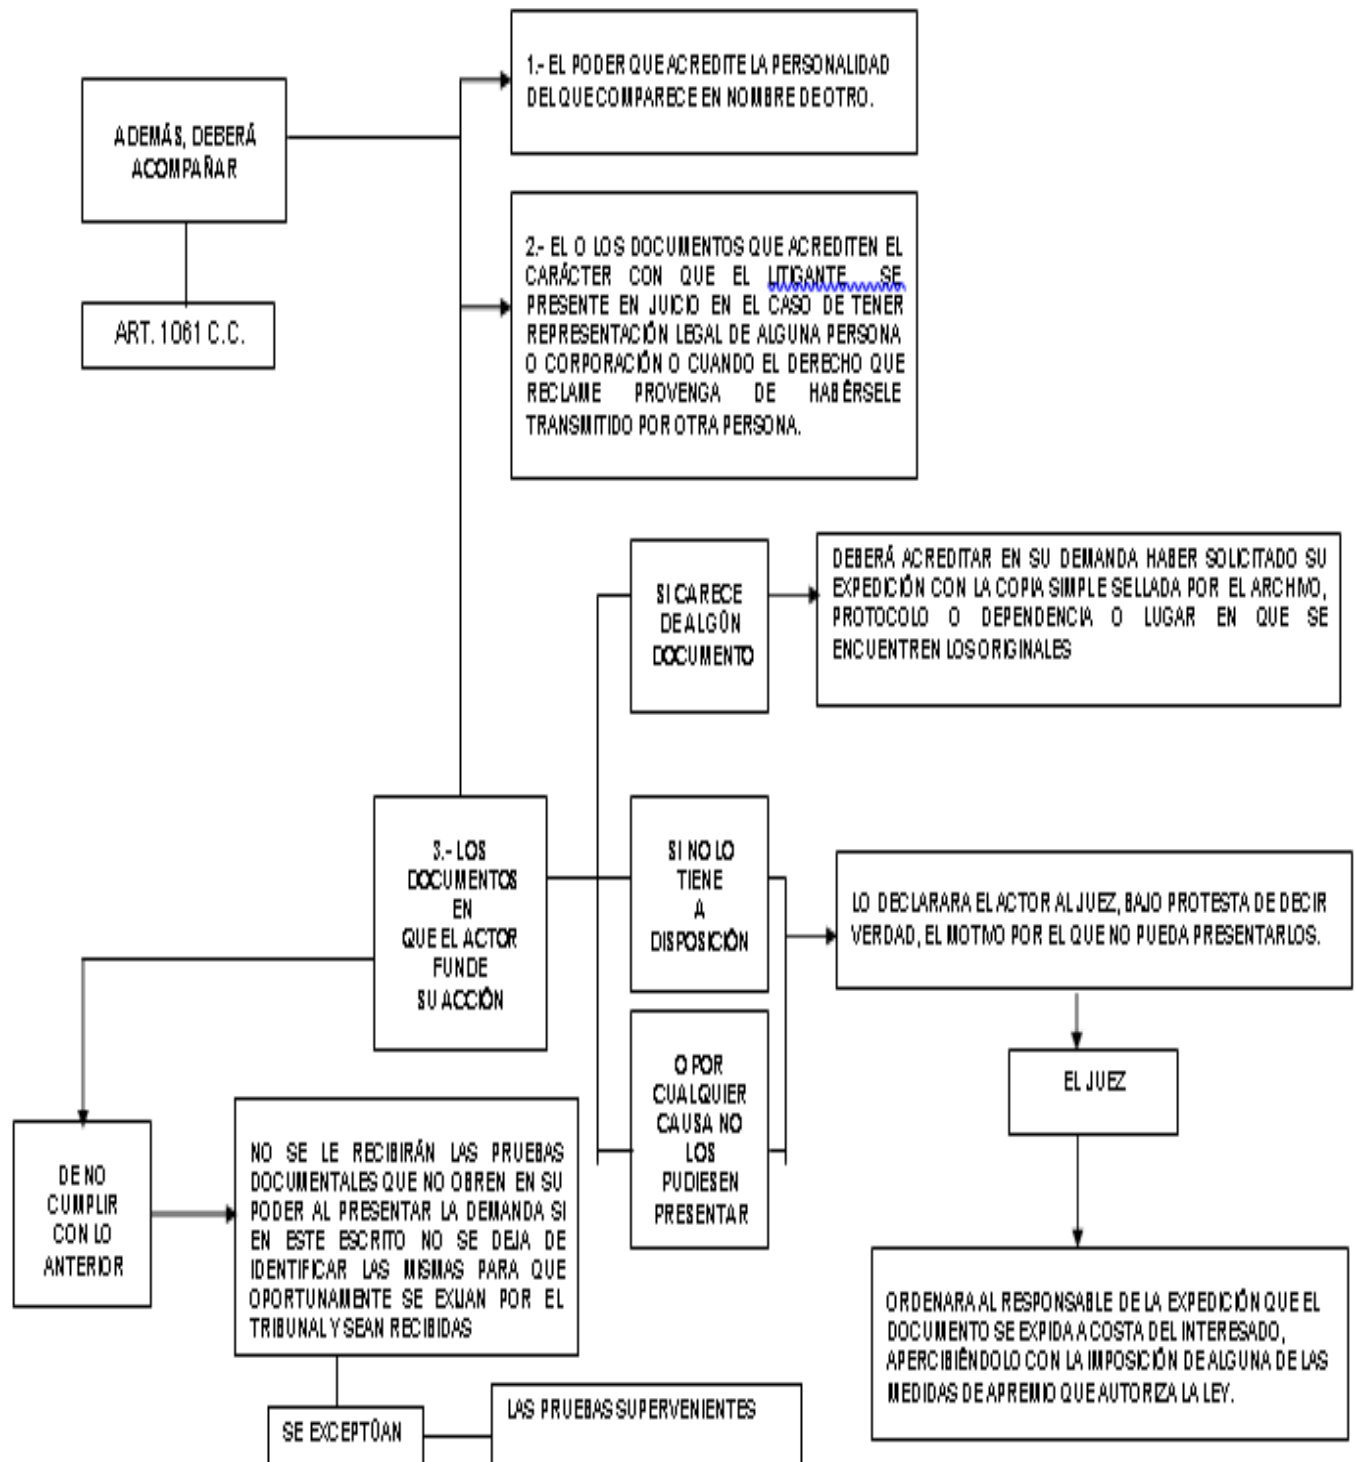 1.- EL PODER QUE ACREDITE LA PERSONALIDAD
DEL QUE COMPARECE EN NOMBRE DE OTRO.
ADEMÁS, DEBERÁ
ACOMPAÑAR
ART. 1061 C.C.
2.- EL O LOS DOCUMENTOS QUE ACREDITEN EL
CARÁCTER CON QUE EL LITIGANTE SE
PRESENTE EN JUICIO EN EL CASO DE TENER
REPRESENTACIÓN LEGAL DE ALGUNA PERSONA
O CORPORACIÓN O CUANDO EL DERECHO QUE
RECLAME PROVENGA DE HABÉRSELE
TRANSMITIDO POR OTRA PERSONA.
SI CARECE
DE ALGÚN
DOCUMENTO
DEBERÁ ACREDITAR EN SU DEMANDA HABER SOLICITADO SU
EXPEDICIÓN CON LA COPIA SIMPLE SELLADA POR EL ARCHIVO,
PROTOCOLO O DEPENDENCIA O LUGAR EN QUE SE
ENCUENTREN LOS ORIGINALES
3.- LOS
DOCUMENTOS
EN
QUE EL ACTOR
FUNDE
SU ACCIÓN
SI NO LO
TIENE
A
DISPOSICIÓN
LO DECLARARA EL ACTOR AL JUEZ, BAJO PROTESTA DE DECIR
VERDAD, EL MOTIVO POR EL QUE NO PUEDA PRESENTARLOS.
O POR
CUALQUIER
CAUSA NO
LOS
PUDIESEN
PRESENTAR
EL JUEZ
ORDENARA AL RESPONSABLE DE LA EXPEDICIÓN QUE EL
DOCUMENTO SE EXPIDA A COSTA DEL INTERESADO,
APERCIBIÉNDOLO CON LA IMPOSICIÓN DE ALGUNA DE LAS
MEDIDAS DE APREMIO QUE AUTORIZA LA LEY.
DE NO
CUMPLIR
CON LO
ANTERIOR
NO SE LE RECIBIRÁN LAS PRUEBAS
DOCUMENTALES QUE NO OBREN EN SU
PODER AL PRESENTAR LA DEMANDA SI
EN ESTE ESCRITO NO SE DEJA DE
IDENTIFICAR LAS MISMAS PARA QUE
OPORTUNAMENTE SE EXIJAN POR EL
TRIBUNAL Y SEAN RECIBIDAS
SE EXCEPTÚAN
LAS PRUEBAS SUPERVENIENTES